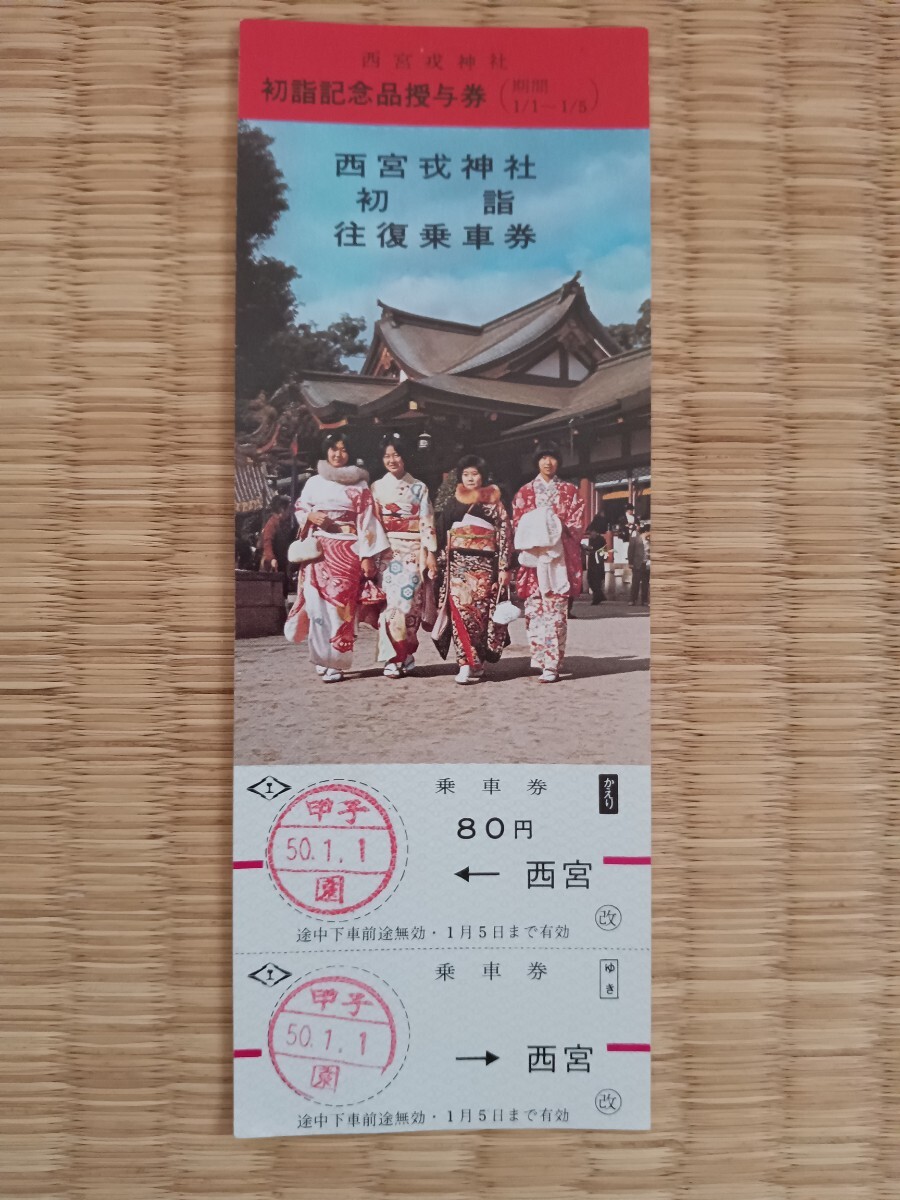 西宮戎神社
初詣記念品授与券(期間 1/1〜1/5)
西宮戎神社
初詣
往復乗車券
乗車券
かえり
甲子
50.1.1
園
80円
← 西宮
改
途中下車前途無効・1月5日まで有効
乗車券
ゆき
甲子
50.1.1
園
→ 西宮
改
途中下車前途無効・1月5日まで有効